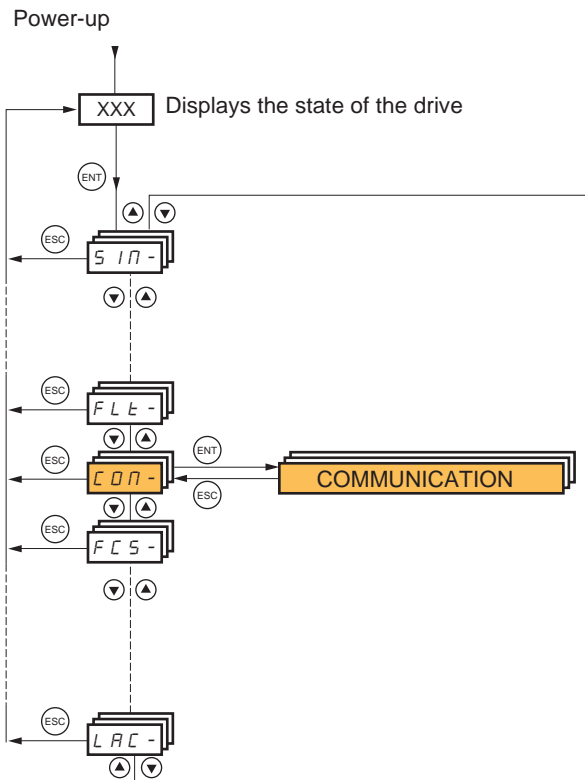 Power-up
XXX Displays the state of the drive
ENT
ESC
SIM-
ESC
FLt-
ESC
COM-
ENT
ESC
COMMUNICATION
ESC
FCS-
ESC
LAC-